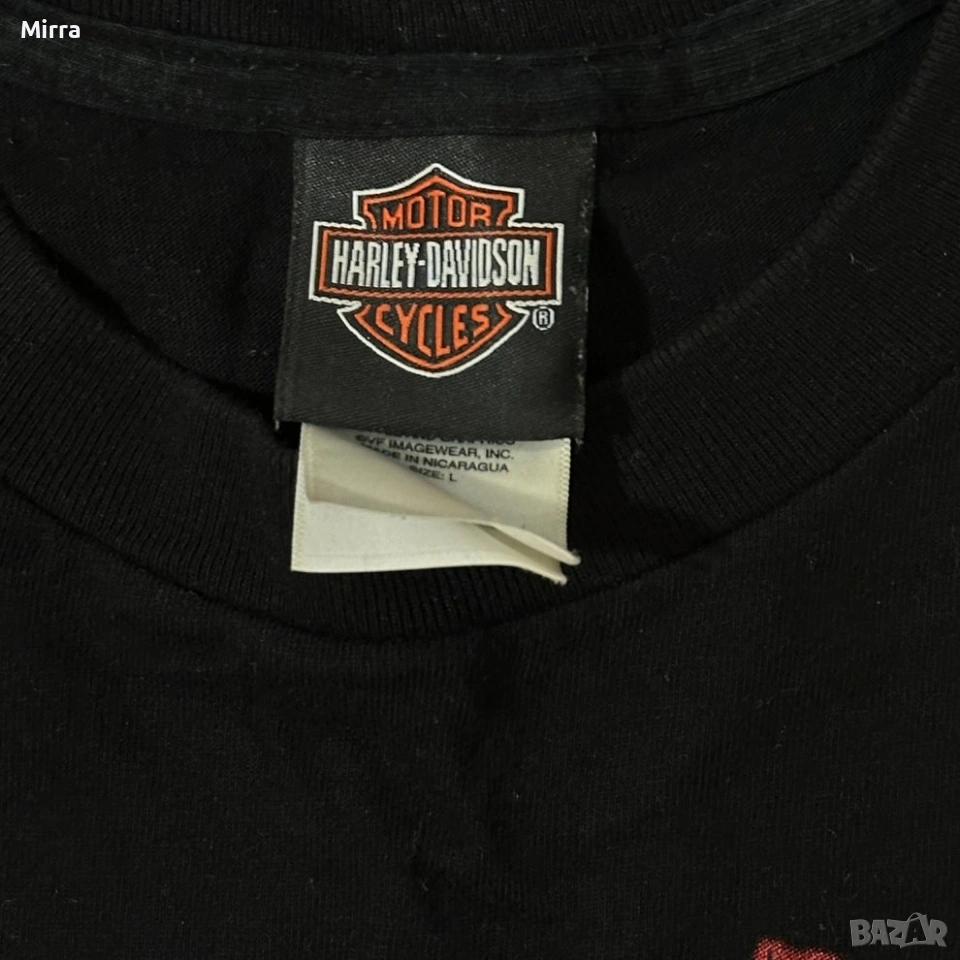 Mirra
MOTOR
HARLEY-DAVIDSON
CYCLES
®
©VF IMAGEWEAR, INC.
MADE IN NICARAGUA
SIZE: L
BAZAR